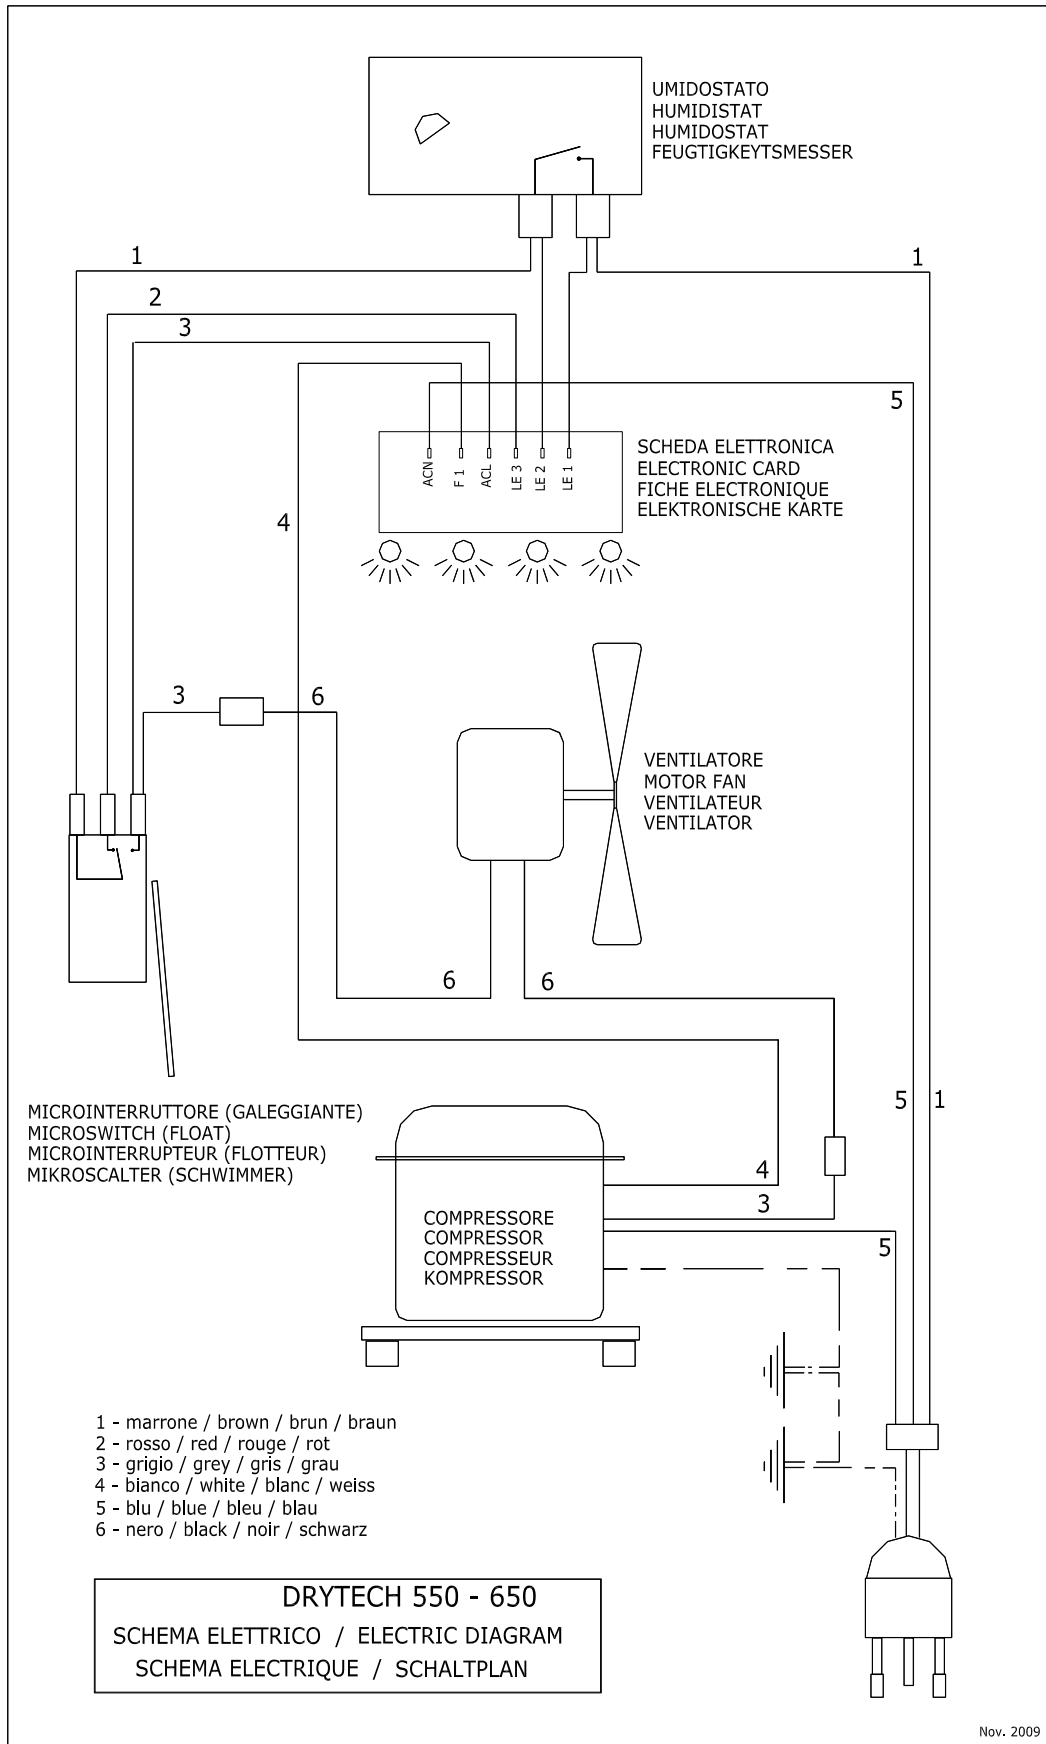 UMIDOSTATO
HUMIDISTAT
HUMIDOSTAT
FEUGTIGKEYTSMESSER
1
1
2
3
5
SCHEDA ELETTRONICA
ELECTRONIC CARD
FICHE ELECTRONIQUE
ELEKTRONISCHE KARTE
ACN
F 1
ACL
LE 3
LE 2
LE 1
4
3
6
VENTILATORE
MOTOR FAN
VENTILATEUR
VENTILATOR
6
6
MICROINTERRUTTORE (GALEGGIANTE)
MICROSWITCH (FLOAT)
MICROINTERRUPTEUR (FLOTTEUR)
MIKROSCALTER (SCHWIMMER)
5
1
4
3
5
COMPRESSORE
COMPRESSOR
COMPRESSEUR
KOMPRESSOR
1 - marrone / brown / brun / braun
2 - rosso / red / rouge / rot
3 - grigio / grey / gris / grau
4 - bianco / white / blanc / weiss
5 - blu / blue / bleu / blau
6 - nero / black / noir / schwarz
DRYTECH 550 - 650
SCHEMA ELETTRICO / ELECTRIC DIAGRAM
SCHEMA ELECTRIQUE / SCHALTPLAN
Nov. 2009